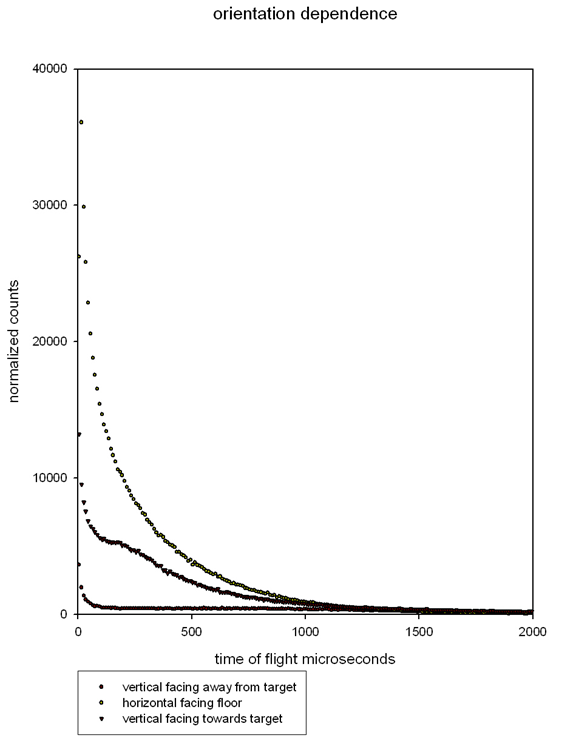 orientation dependence
40000
30000
20000
10000
0
normalized counts
0 500 1000 1500 2000
time of flight microseconds
vertical facing away from target
horizontal facing floor
vertical facing towards target